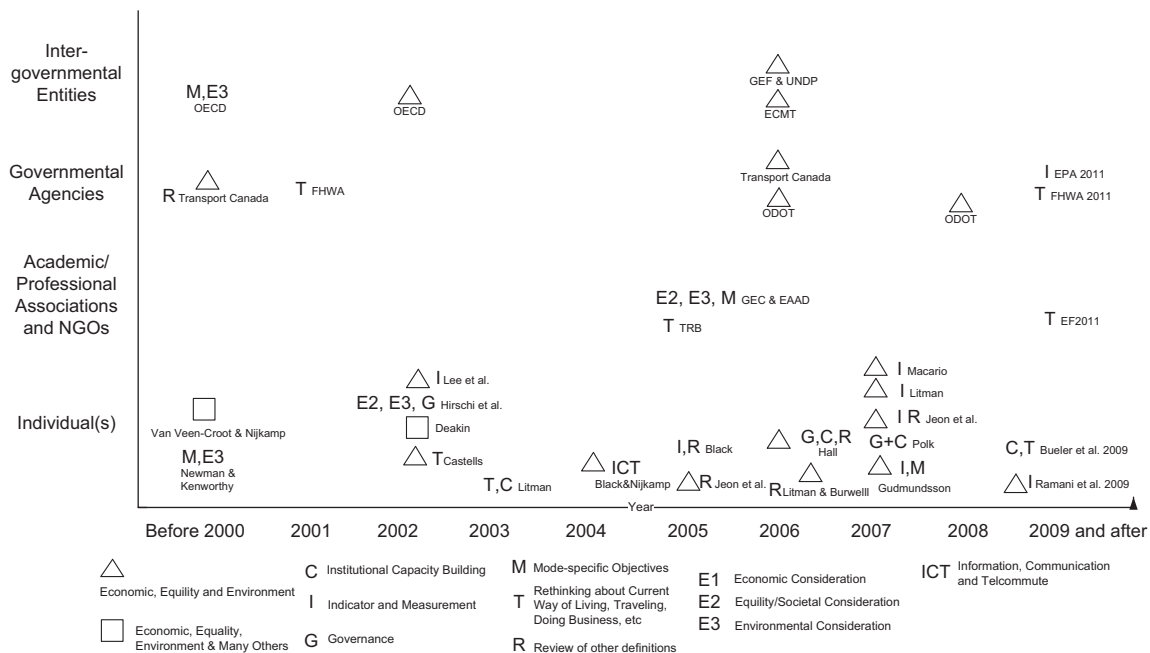 Inter-
governmental
Entities
M,E3
OECD
OECD
GEF & UNDP
ECMT
Governmental
Agencies
R Transport Canada
T FHWA
Transport Canada
ODOT
ODOT
I EPA 2011
T FHWA 2011
Academic/
Professional
Associations
and NGOs
E2, E3, M GEC & EAAD
T TRB
T EF2011
Individual(s)
Van Veen-Croot & Nijkamp
M,E3
Newman &
Kenworthy
I Lee et al.
E2, E3, G Hirschi et al.
Deakin
T Castells
T,C Litman
ICT
Black&Nijkamp
I,R Black
R Jeon et al.
G,C,R
Hall
R Litman & Burwelll
I Macario
I Litman
I R Jeon et al.
G+C Polk
I,M
Gudmundsson
C,T Bueler et al. 2009
I Ramani et al. 2009
Year
Before 2000 2001 2002 2003 2004 2005 2006 2007 2008 2009 and after
Economic, Equility and Environment
Economic, Equality,
Environment & Many Others
C Institutional Capacity Building
I Indicator and Measurement
G Governance
M Mode-specific Objectives
T Rethinking about Current
Way of Living, Traveling,
Doing Business, etc
R Review of other definitions
E1 Economic Consideration
E2 Equility/Societal Consideration
E3 Environmental Consideration
ICT Information, Communication
and Telcommute